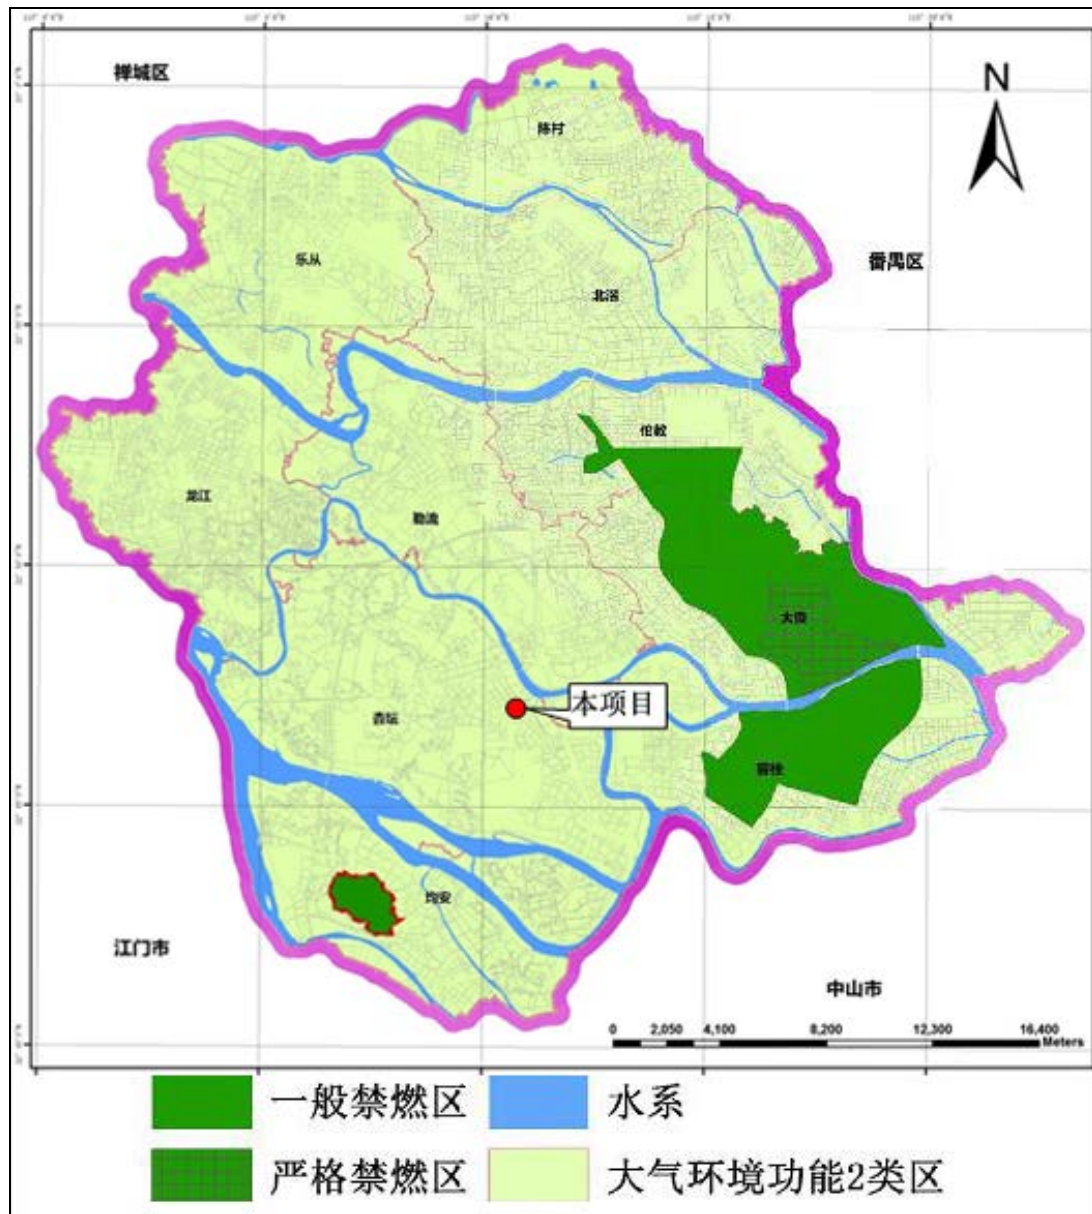 禅城区
N
陈村
番禺区
乐从
北滘
伦教
龙江
勒流
大良
本项目
杏坛
容桂
均安
江门市
中山市
0 2,050 4,100 8,200 12,300 16,400
Meters
一般禁燃区 水系
严格禁燃区 大气环境功能2类区